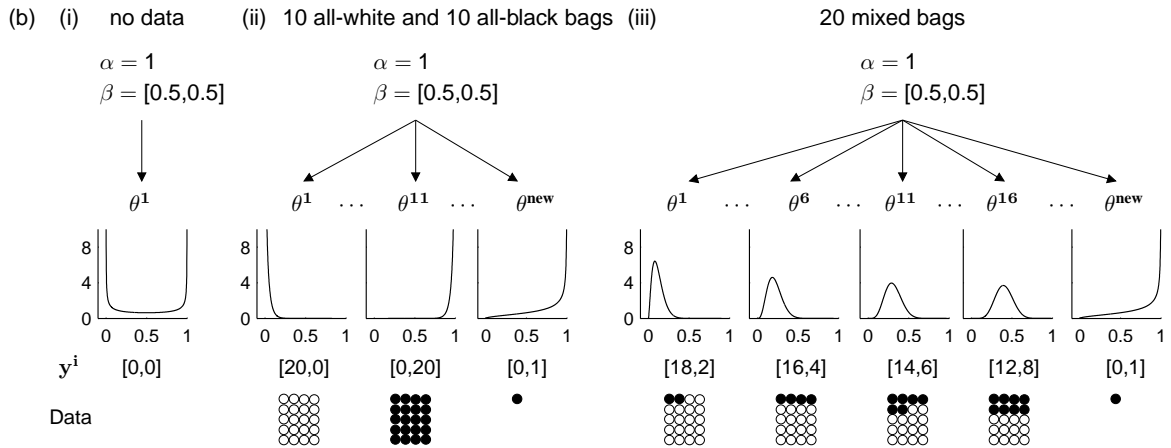 (b) (i) no data (ii) 10 all-white and 10 all-black bags (iii) 20 mixed bags
α = 1 α = 1 α = 1
β = [0.5,0.5] β = [0.5,0.5] β = [0.5,0.5]
θ¹ θ¹ ... θ¹¹ ... θⁿᵉʷ θ¹ ... θ⁶ ... θ¹¹ ... θ¹⁶ ... θⁿᵉʷ
8 8 8
4 4 4
0 0 0
0 0.5 1 0 0.5 1 0 0.5 1 0 0.5 1 0 0.5 1 0 0.5 1 0 0.5 1 0 0.5 1 0 0.5 1
yⁱ [0,0] [20,0] [0,20] [0,1] [18,2] [16,4] [14,6] [12,8] [0,1]
Data